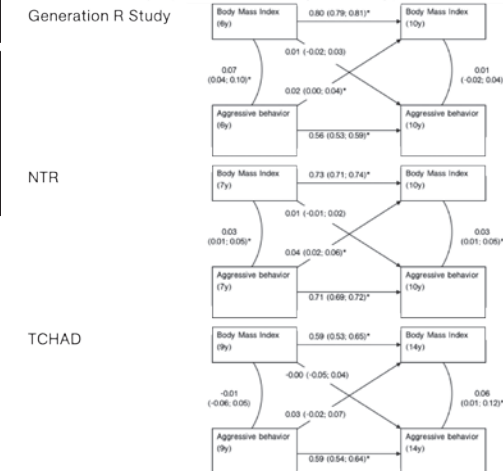 Generation R Study
Body Mass Index
(6y)
0.80 (0.79; 0.81)*
Body Mass Index
(10y)
0.01 (-0.02; 0.03)
0.07
(0.04; 0.10)*
0.01
(-0.02; 0.04)
0.02 (0.00; 0.04)*
Aggressive behavior
(6y)
0.56 (0.53; 0.59)*
Aggressive behavior
(10y)
NTR
Body Mass Index
(7y)
0.73 (0.71; 0.74)*
Body Mass Index
(10y)
0.01 (-0.01; 0.02)
0.03
(0.01; 0.05)*
0.03
(0.01; 0.05)*
0.04 (0.02; 0.06)*
Aggressive behavior
(7y)
0.71 (0.69; 0.72)*
Aggressive behavior
(10y)
TCHAD
Body Mass Index
(9y)
0.59 (0.53; 0.65)*
Body Mass Index
(14y)
-0.00 (-0.05; 0.04)
-0.01
(-0.06; 0.05)
0.06
(0.01; 0.12)*
0.03 (-0.02; 0.07)
Aggressive behavior
(9y)
0.59 (0.54; 0.64)*
Aggressive behavior
(14y)